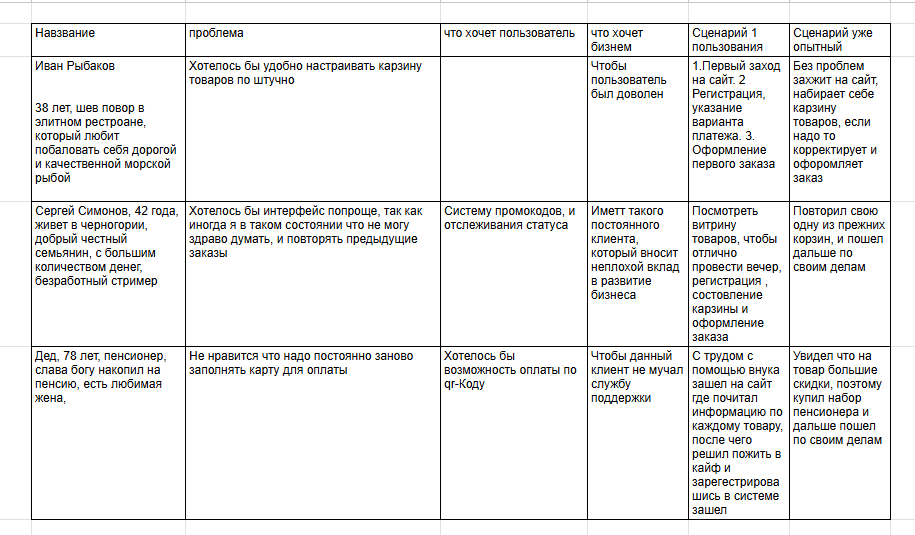 Навзвание
проблема
что хочет пользователь
что хочет
бизнем
Сценарий 1
пользования
Сценарий уже
опытный
Иван Рыбаков
38 лет, шев повор в
элитном рестроане,
который любит
побаловать себя дорогой
и качественной морской
рыбой
Хотелось бы удобно настраивать карзину
товаров по штучно
Чтобы
пользователь
был доволен
1.Первый заход
на сайт. 2
Регистрация,
указание
варианта
платежа. 3.
Оформление
первого заказа
Без проблем
захжит на сайт,
набирает себе
карзину
товаров, если
надо то
корректирует и
офоромляет
заказ
Сергей Симонов, 42 года,
живет в черногории,
добрый честный
семьянин, с большим
количеством денег,
безработный стример
Хотелось бы интерфейс попроще, так как
иногда я в таком состоянии что не могу
здраво думать, и повторять предыдущие
заказы
Систему промокодов, и
отслеживания статуса
Иметт такого
постоянного
клиента,
который вносит
неплохой вклад
в развитие
бизнеса
Посмотреть
витрину
товаров, чтобы
отлично
провести вечер,
регистрация ,
состовление
карзины и
оформление
заказа
Повторил свою
одну из прежних
корзин, и пошел
дальше по
своим делам
Дед, 78 лет, пенсионер,
слава богу накопил на
пенсию, есть любимая
жена,
Не нравится что надо постоянно заново
заполнять карту для оплаты
Хотелось бы
возможность оплаты по
qr-Коду
Чтобы данный
клиент не мучал
службу
поддержки
С трудом с
помощью внука
зашел на сайт
где почитал
информацию по
каждому товару,
после чего
решил пожить в
кайф и
зарегестрирова
шись в системе
зашел
Увидел что на
товар большие
скидки, поэтому
купил набор
пенсионера и
дальше пошел
по своим делам